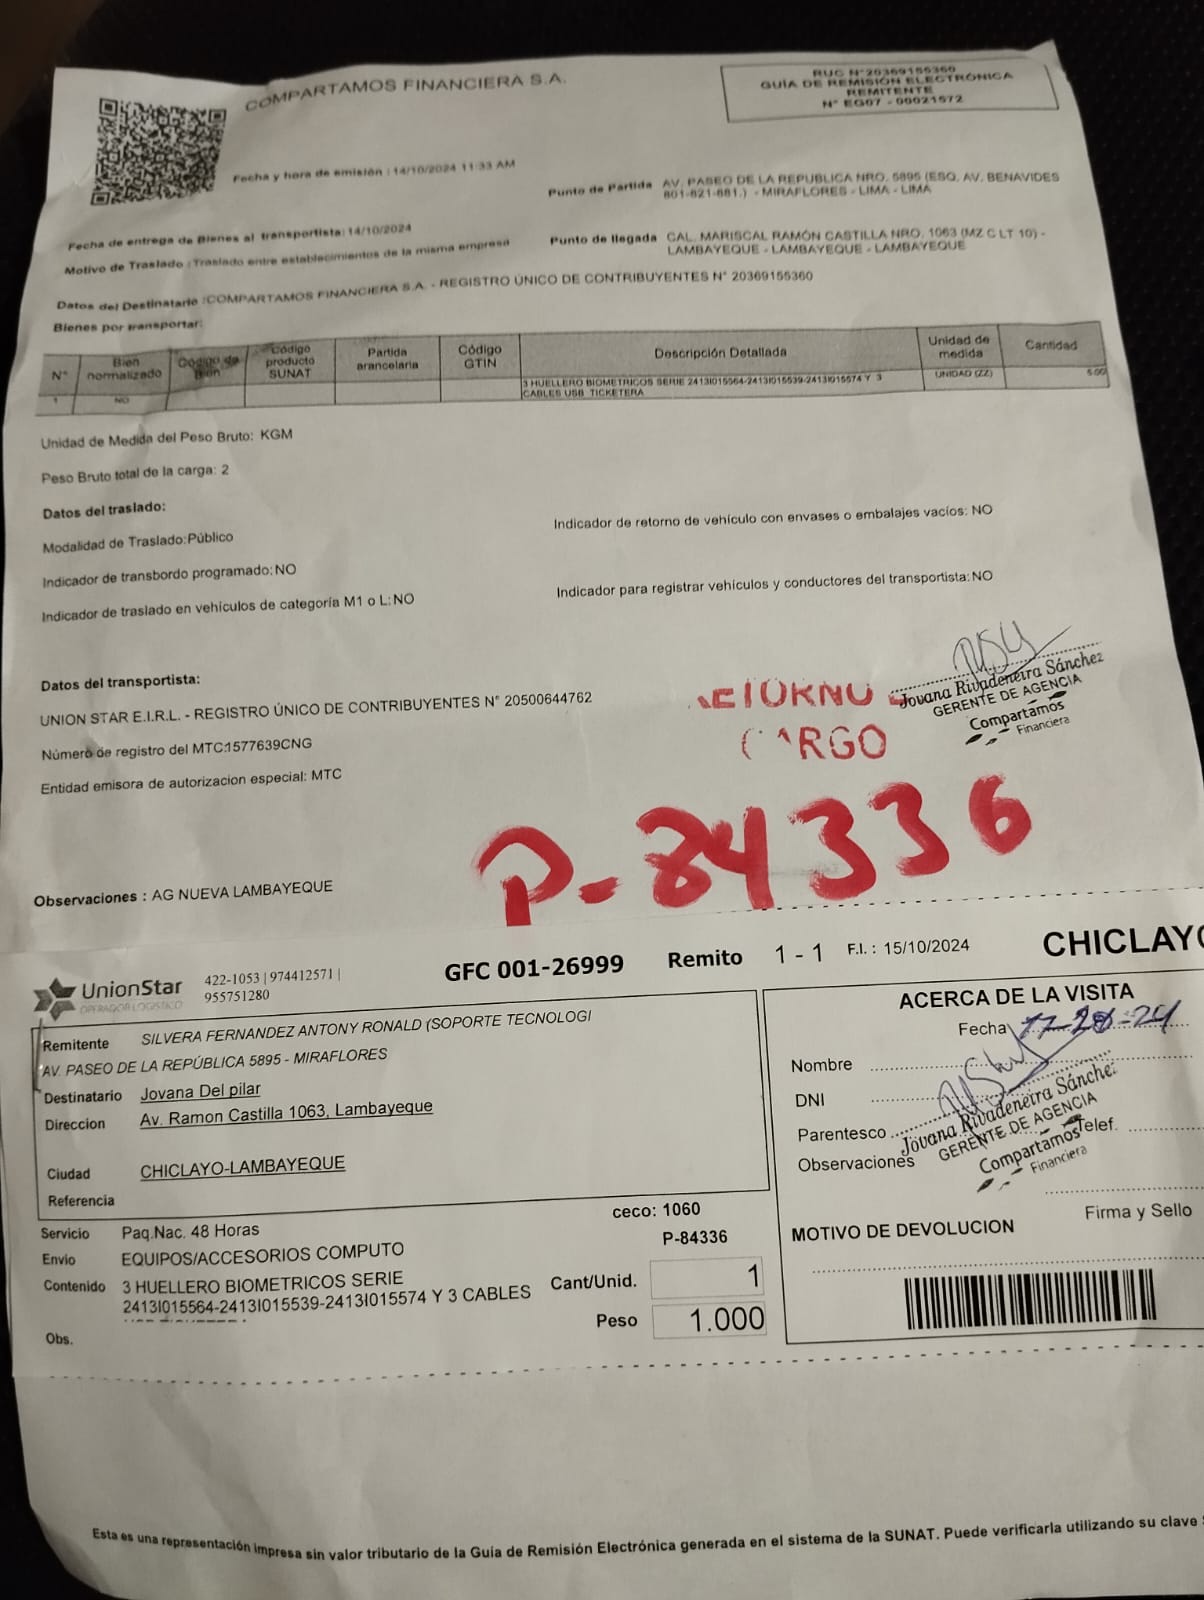 COMPARTAMOS FINANCIERA S.A.
RUC N° 20369155360
GUÍA DE REMISIÓN ELECTRÓNICA
REMITENTE
N° EG07 - 00021572
Fecha y hora de emisión : 14/10/2024 11:33 AM
Punto de Partida AV. PASEO DE LA REPUBLICA NRO. 5895 (ESQ. AV. BENAVIDES
801-821-881.) - MIRAFLORES - LIMA - LIMA
Fecha de entrega de Bienes al transportista: 14/10/2024
Punto de llegada CAL. MARISCAL RAMÓN CASTILLA NRO. 1063 (MZ C LT 10) -
LAMBAYEQUE - LAMBAYEQUE - LAMBAYEQUE
Motivo de Traslado : Traslado entre establecimientos de la misma empresa
Datos del Destinatario :COMPARTAMOS FINANCIERA S.A. - REGISTRO ÚNICO DE CONTRIBUYENTES N° 20369155360
Bienes por transportar:
N° Bien normalizado Código de Bien Código producto SUNAT Partida arancelaria Código GTIN Descripción Detallada Unidad de medida Cantidad
1 NO 3 HUELLERO BIOMETRICOS SERIE 2413I015564-2413I015539-2413I015574 Y 3 UNIDAD (ZZ) 6.00
CABLES USB TICKETERA
Unidad de Medida del Peso Bruto: KGM
Peso Bruto total de la carga: 2
Datos del traslado:
Modalidad de Traslado:Público
Indicador de retorno de vehículo con envases o embalajes vacíos: NO
Indicador de transbordo programado: NO
Indicador para registrar vehículos y conductores del transportista: NO
Indicador de traslado en vehículos de categoría M1 o L: NO
Datos del transportista:
UNION STAR E.I.R.L. - REGISTRO ÚNICO DE CONTRIBUYENTES N° 20500644762
Número de registro del MTC:1577639CNG
Entidad emisora de autorizacion especial: MTC
RETORNO
CARGO
Jovana Rivadeneira Sánchez
GERENTE DE AGENCIA
Compartamos
Financiera
P-84336
Observaciones : AG NUEVA LAMBAYEQUE
UnionStar
OPERADOR LOGISTICO
422-1053 | 974412571 |
955751280
GFC 001-26999
Remito 1 - 1 F.I. : 15/10/2024
CHICLAYO
Remitente SILVERA FERNANDEZ ANTONY RONALD (SOPORTE TECNOLOGI
AV. PASEO DE LA REPÚBLICA 5895 - MIRAFLORES
Destinatario Jovana Del pilar
Direccion Av. Ramon Castilla 1063, Lambayeque
Ciudad CHICLAYO-LAMBAYEQUE
Referencia
Servicio Paq.Nac. 48 Horas
ceco: 1060
Envio EQUIPOS/ACCESORIOS COMPUTO
P-84336
Contenido 3 HUELLERO BIOMETRICOS SERIE
2413I015564-2413I015539-2413I015574 Y 3 CABLES
Cant/Unid. 1
Peso 1.000
Obs.
ACERCA DE LA VISITA
Fecha
Nombre
DNI
Parentesco
Telef.
Observaciones
Jovana Rivadeneira Sánchez
GERENTE DE AGENCIA
Compartamos
Financiera
Firma y Sello
MOTIVO DE DEVOLUCION
Esta es una representación impresa sin valor tributario de la Guía de Remisión Electrónica generada en el sistema de la SUNAT. Puede verificarla utilizando su clave